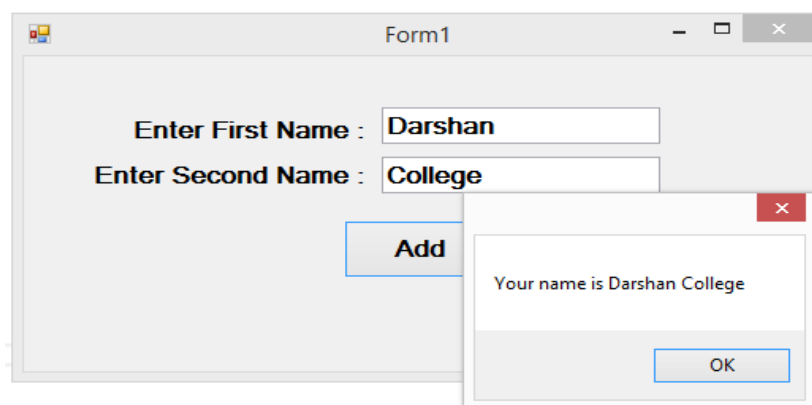 Form1
Enter First Name : Darshan
Enter Second Name : College
Add
Your name is Darshan College
OK